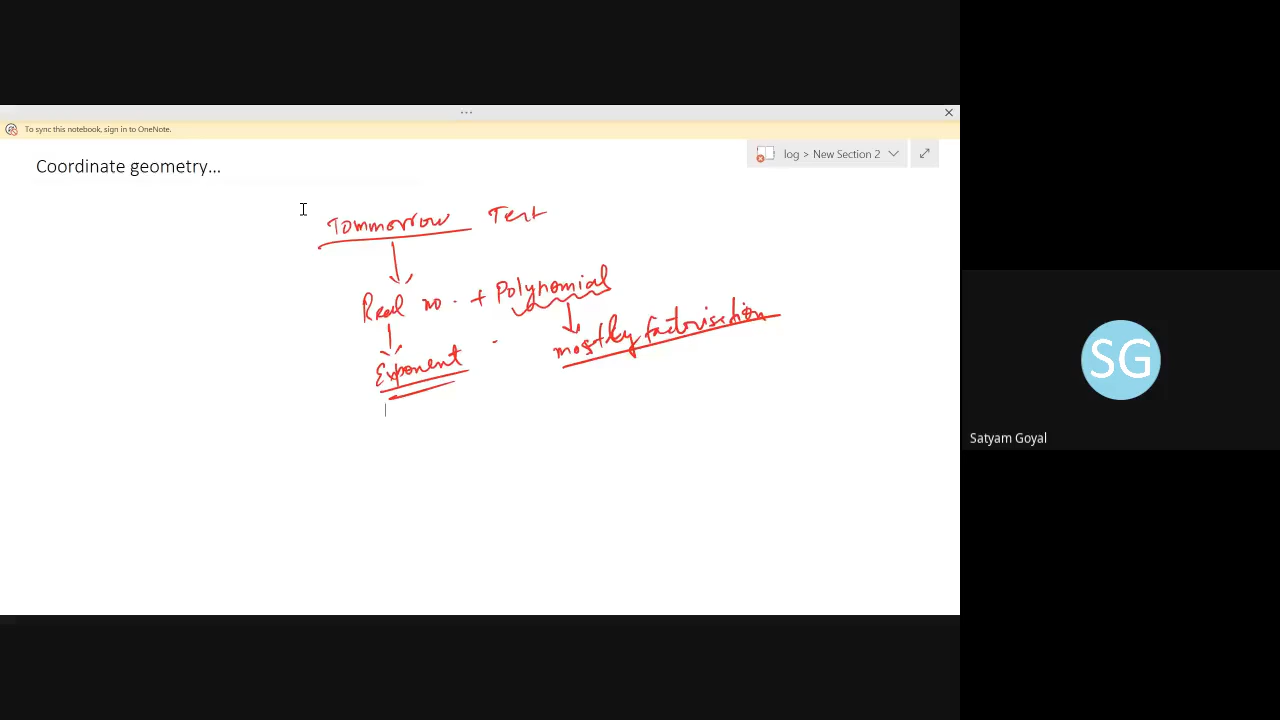 To sync this notebook, sign in to OneNote.
Coordinate geometry...
log > New Section 2
Tommorrow Test
Real no. + Polynomial
Exponent mostly factorisation
SG
Satyam Goyal